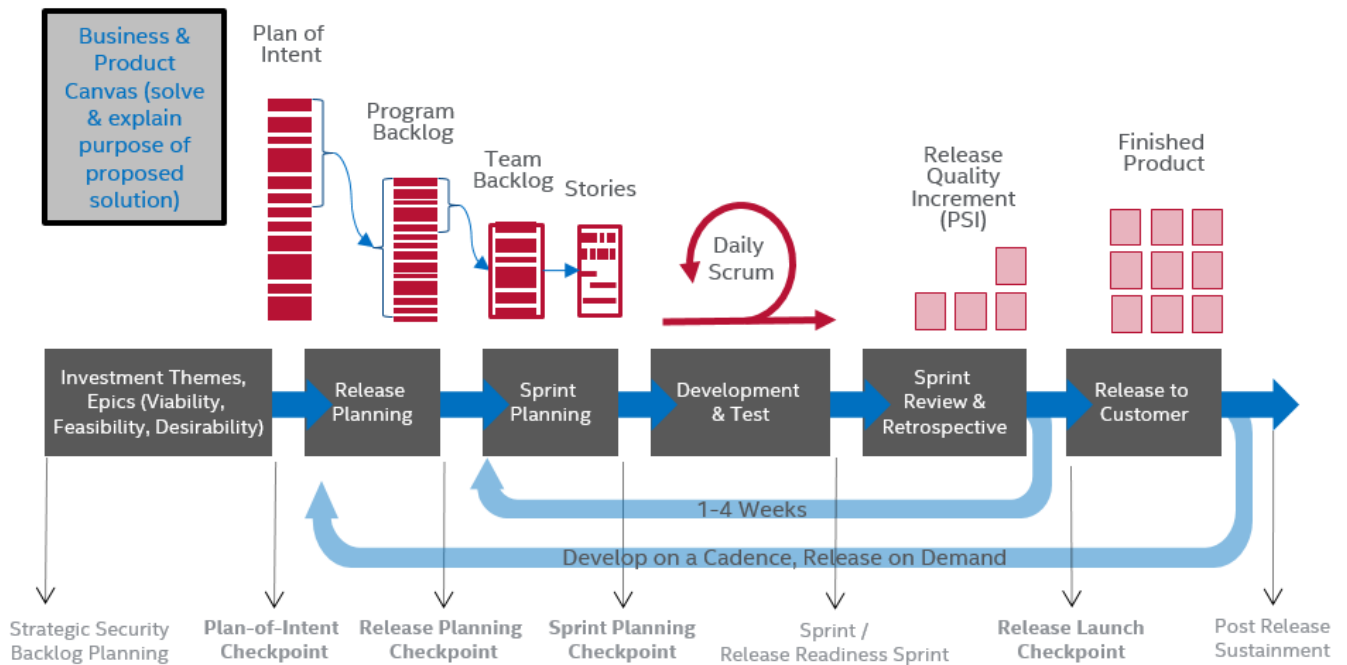 Business &
Product
Canvas (solve
& explain
purpose of
proposed
solution)
Plan of
Intent
Program
Backlog
Team
Backlog
Stories
Daily
Scrum
Release
Quality
Increment
(PSI)
Finished
Product
Investment Themes,
Epics (Viability,
Feasibility, Desirability)
Release
Planning
Sprint
Planning
Development
& Test
Sprint
Review &
Retrospective
Release to
Customer
1-4 Weeks
Develop on a Cadence, Release on Demand
Strategic Security
Backlog Planning
Plan-of-Intent
Checkpoint
Release Planning
Checkpoint
Sprint Planning
Checkpoint
Sprint /
Release Readiness Sprint
Release Launch
Checkpoint
Post Release
Sustainment